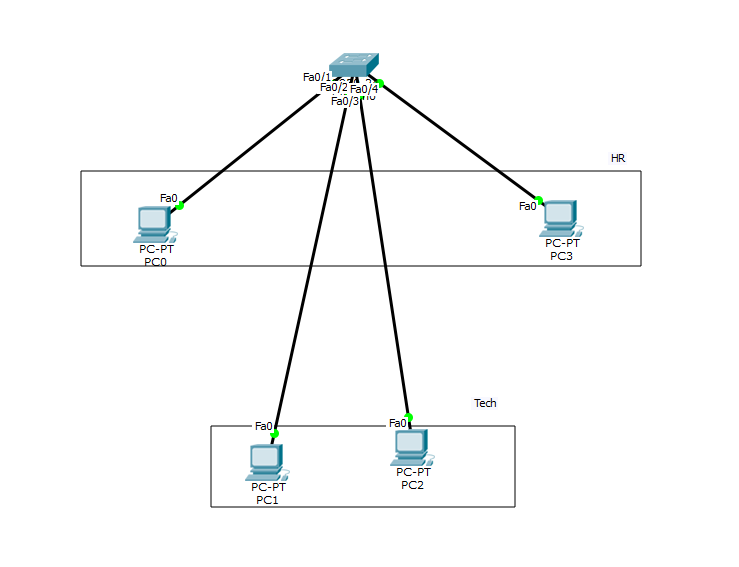 Fa0/1
Fa0/2
Fa0/4
Fa0/3
HR
Fa0
PC-PT
PC0
Fa0
PC-PT
PC3
Tech
Fa0
PC-PT
PC1
Fa0
PC-PT
PC2